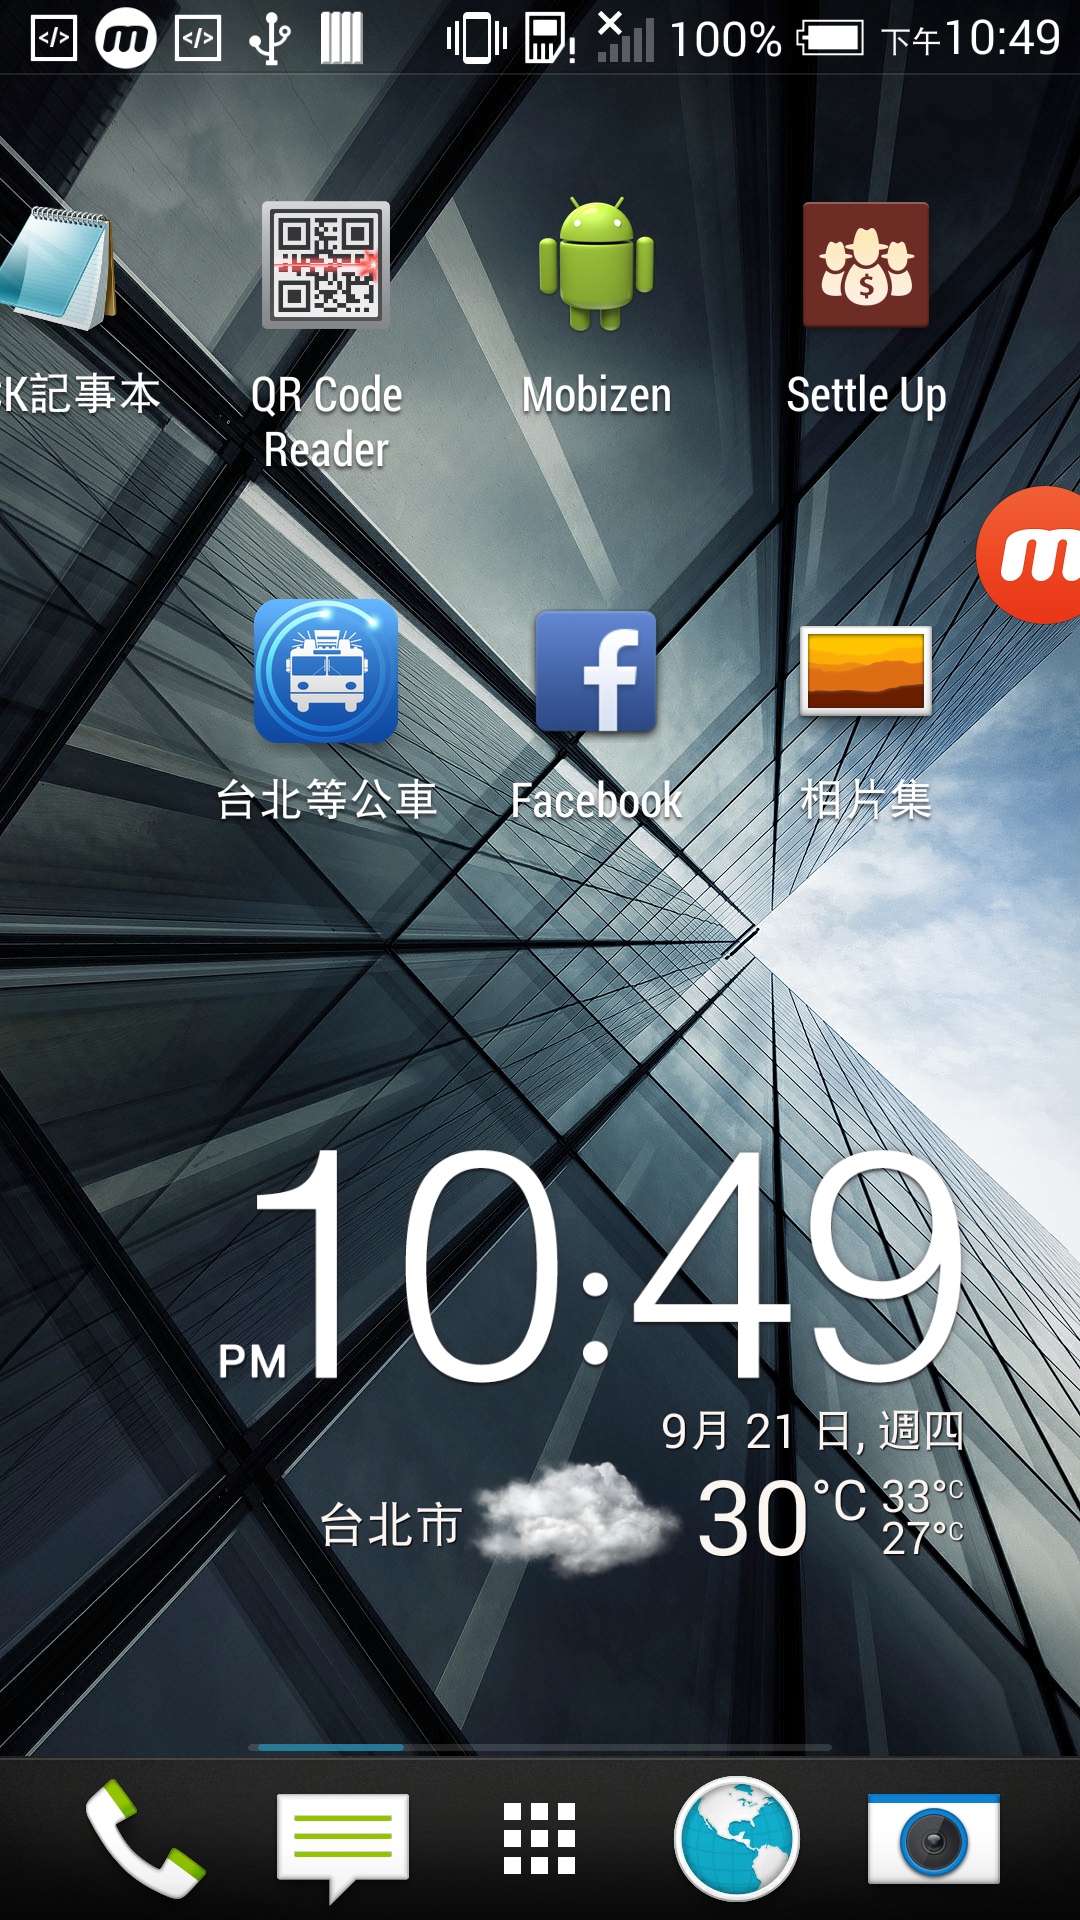 100% 下午10:49
K記事本
QR Code
Reader
Mobizen
Settle Up
台北等公車
Facebook
相片集
10:49
PM
9月 21 日, 週四
台北市
30°C
33°C
27°C